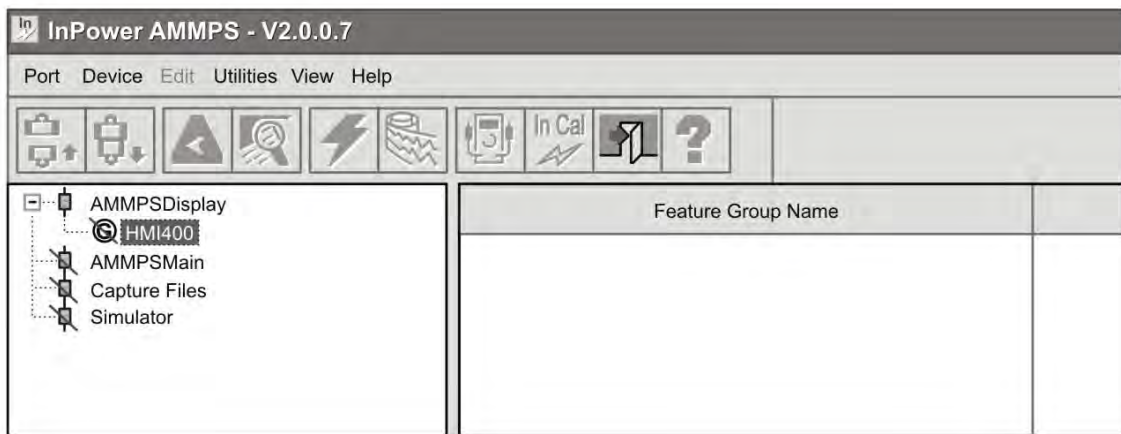 In
InPower AMMPS - V2.0.0.7
Port Device Edit Utilities View Help
In Cal
?
AMMPSDisplay
Feature Group Name
G HMI400
AMMPSMain
Capture Files
Simulator